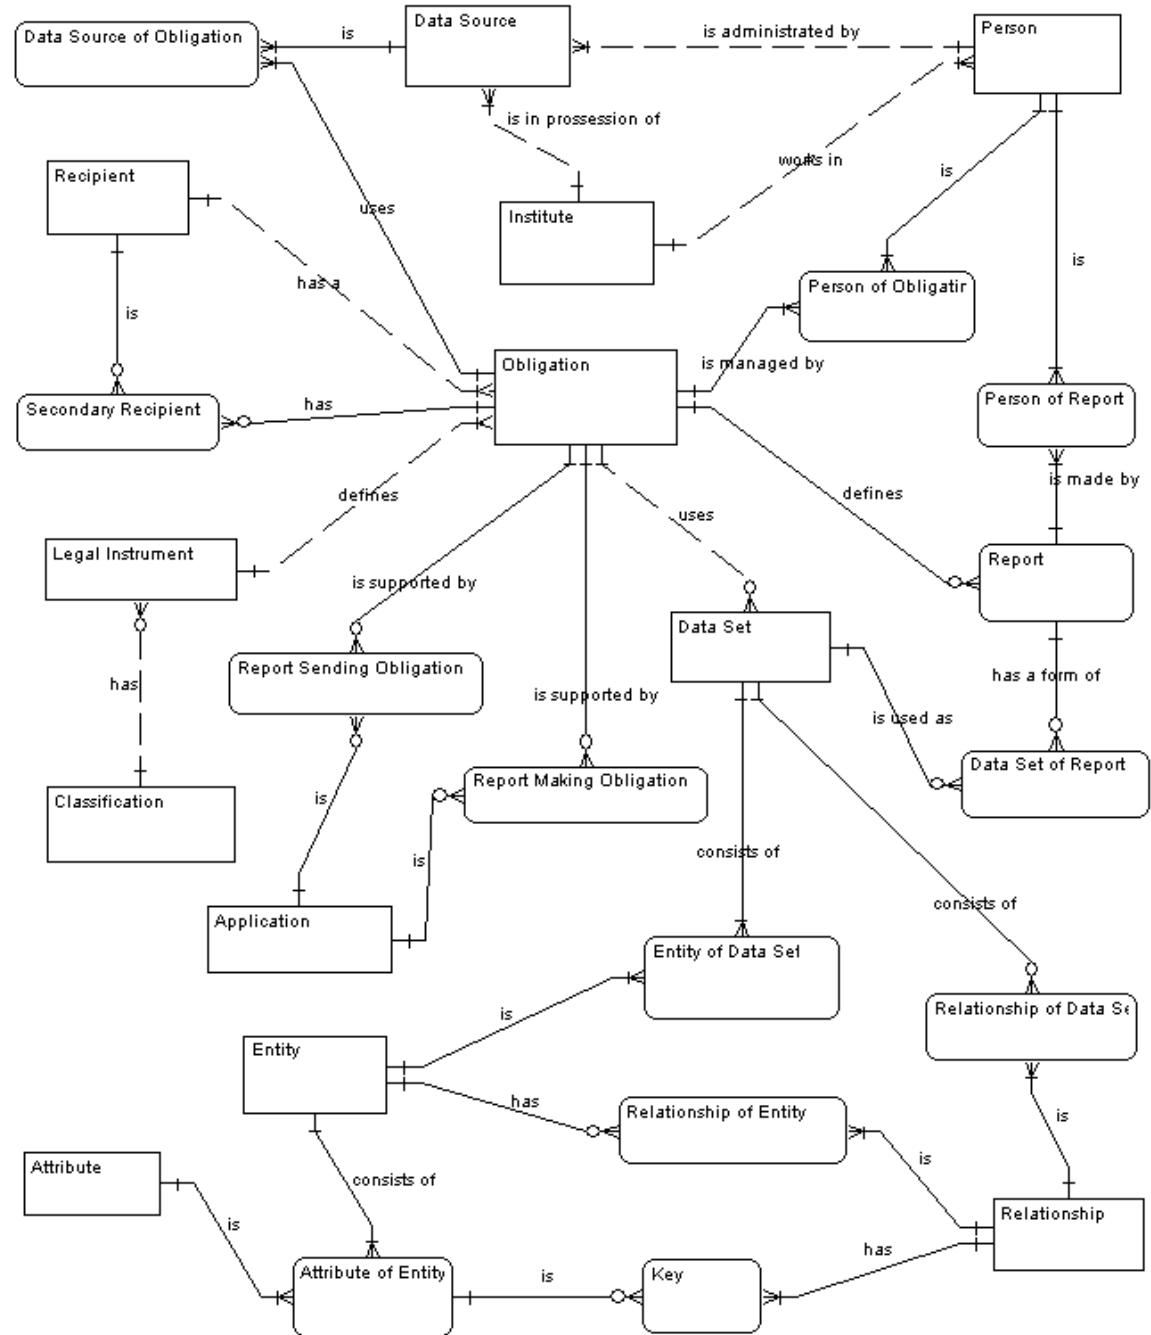 Data Source
Person
Data Source of Obligation
is
is administrated by
is in prossession of
works in
Recipient
is
uses
Institute
is
has a
Person of Obligatir
is
is managed by
Obligation
Person of Report
has
Secondary Recipient
is made by
defines
defines
uses
Legal Instrument
Report
is supported by
Data Set
Report Sending Obligation
has
has a form of
is supported by
is used as
Data Set of Report
Report Making Obligation
Classification
is
is
consists of
consists of
Application
Entity of Data Set
Relationship of Data Se
is
Entity
has
Relationship of Entity
is
is
Attribute
consists of
Relationship
is
has
Attribute of Entity
is
Key